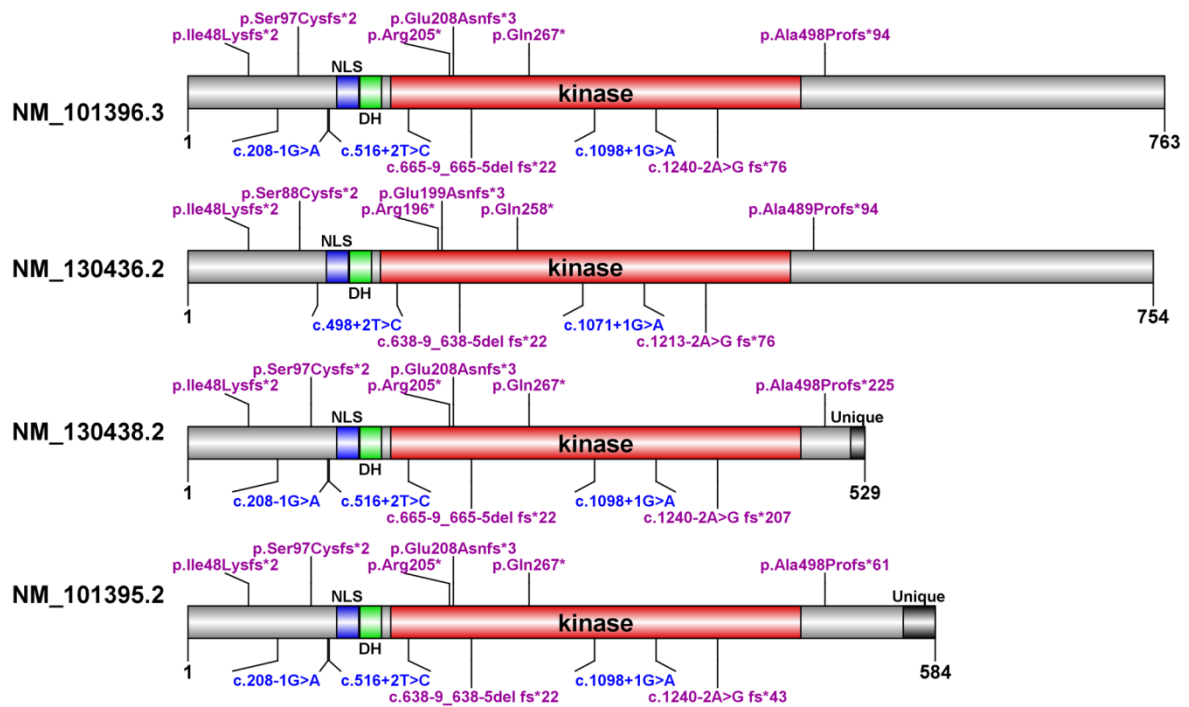 p.Ser97Cysfs*2 p.Glu208Asnfs*3
p.Ile48Lysfs*2 p.Arg205* p.Gln267* p.Ala498Profs*94
NLS
kinase
NM_101396.3
DH
1 763
c.208-1G>A c.516+2T>C c.1098+1G>A
c.665-9_665-5del fs*22 c.1240-2A>G fs*76
p.Ser88Cysfs*2 p.Glu199Asnfs*3
p.Ile48Lysfs*2 p.Arg196* p.Gln258* p.Ala489Profs*94
NLS
NM_130436.2 kinase
DH
1 754
c.498+2T>C c.1071+1G>A
c.638-9_638-5del fs*22 c.1213-2A>G fs*76
p.Ser97Cysfs*2 p.Glu208Asnfs*3
p.Ile48Lysfs*2 p.Arg205* p.Gln267* p.Ala498Profs*225
NLS Unique
NM_130438.2 kinase
DH
1 529
c.208-1G>A c.516+2T>C c.1098+1G>A
c.665-9_665-5del fs*22 c.1240-2A>G fs*207
p.Ser97Cysfs*2 p.Glu208Asnfs*3
p.Ile48Lysfs*2 p.Arg205* p.Gln267* p.Ala498Profs*61
NM_101395.2 NLS Unique
kinase
DH
1 584
c.208-1G>A c.516+2T>C c.1098+1G>A
c.638-9_638-5del fs*22 c.1240-2A>G fs*43